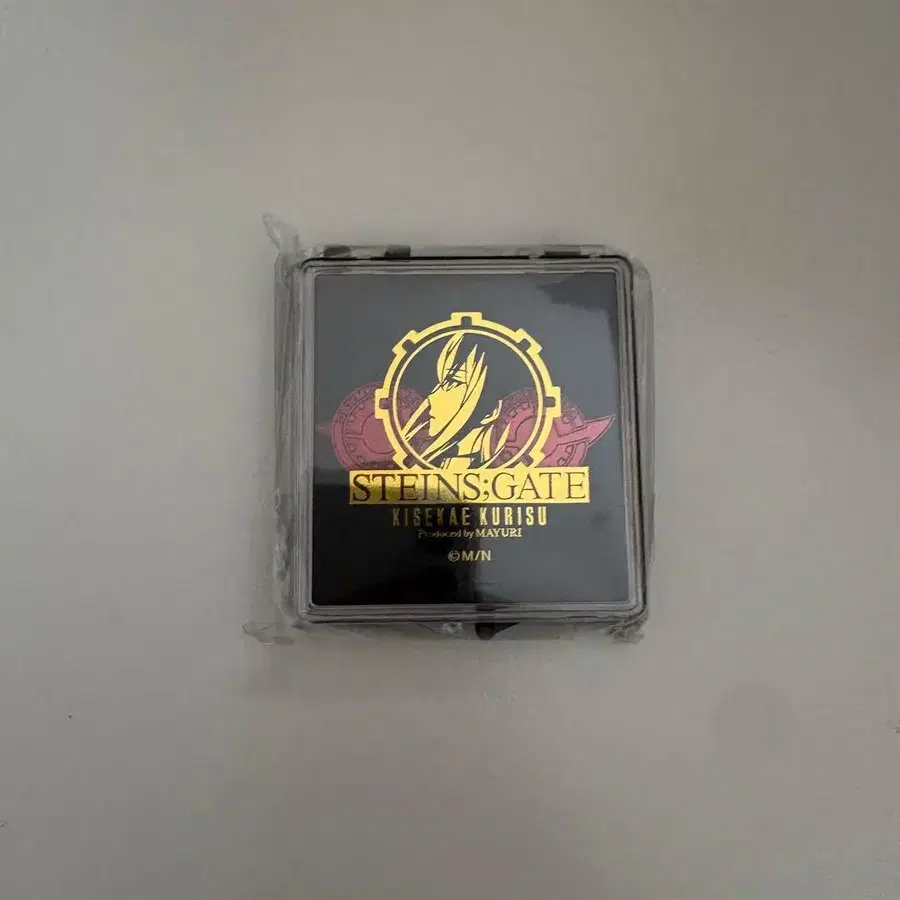 STEINS;GATE
KISEKAE KURISU
Produced by MAYURI
©M/N